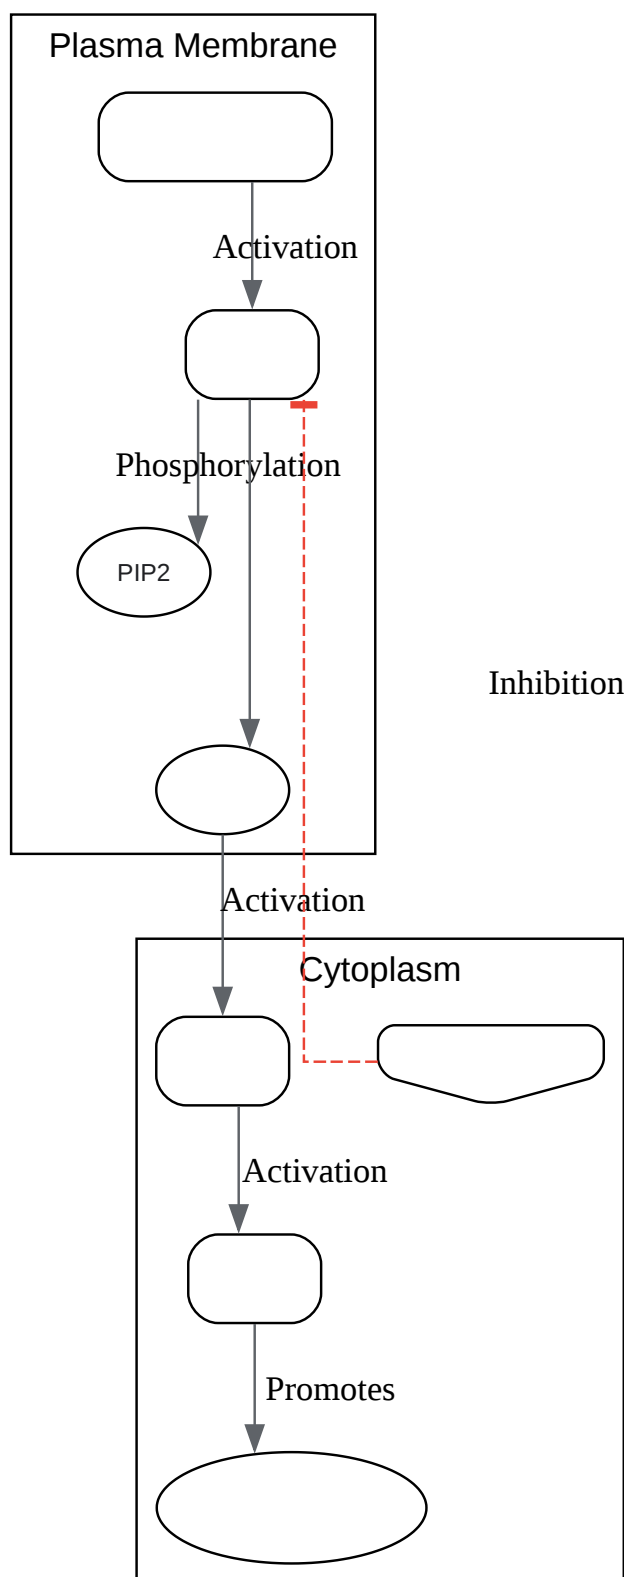 Plasma Membrane
Activation
Phosphorylation
PIP2
Inhibition
Activation
Cytoplasm
Activation
Promotes